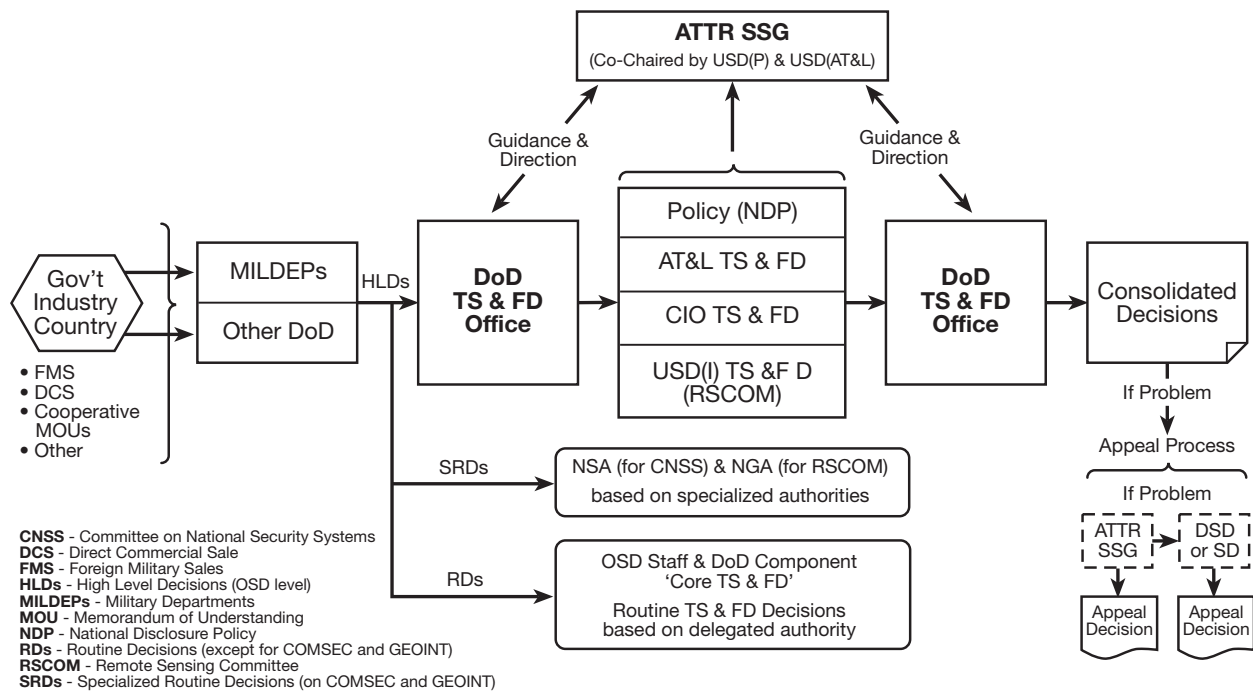 ATTR SSG
(Co-Chaired by USD(P) & USD(AT&L)
Guidance &
Direction
Guidance &
Direction
Gov't
Industry
Country
• FMS
• DCS
• Cooperative
MOUs
• Other
MILDEPs
Other DoD
HLDs
DoD
TS & FD
Office
Policy (NDP)
AT&L TS & FD
CIO TS & FD
USD(I) TS &F D
(RSCOM)
DoD
TS & FD
Office
Consolidated
Decisions
If Problem
Appeal Process
If Problem
ATTR
SSG
DSD
or SD
Appeal
Decision
Appeal
Decision
SRDs
NSA (for CNSS) & NGA (for RSCOM)
based on specialized authorities
RDs
OSD Staff & DoD Component
'Core TS & FD'
Routine TS & FD Decisions
based on delegated authority
CNSS - Committee on National Security Systems
DCS - Direct Commercial Sale
FMS - Foreign Military Sales
HLDs - High Level Decisions (OSD level)
MILDEPs - Military Departments
MOU - Memorandum of Understanding
NDP - National Disclosure Policy
RDs - Routine Decisions (except for COMSEC and GEOINT)
RSCOM - Remote Sensing Committee
SRDs - Specialized Routine Decisions (on COMSEC and GEOINT)